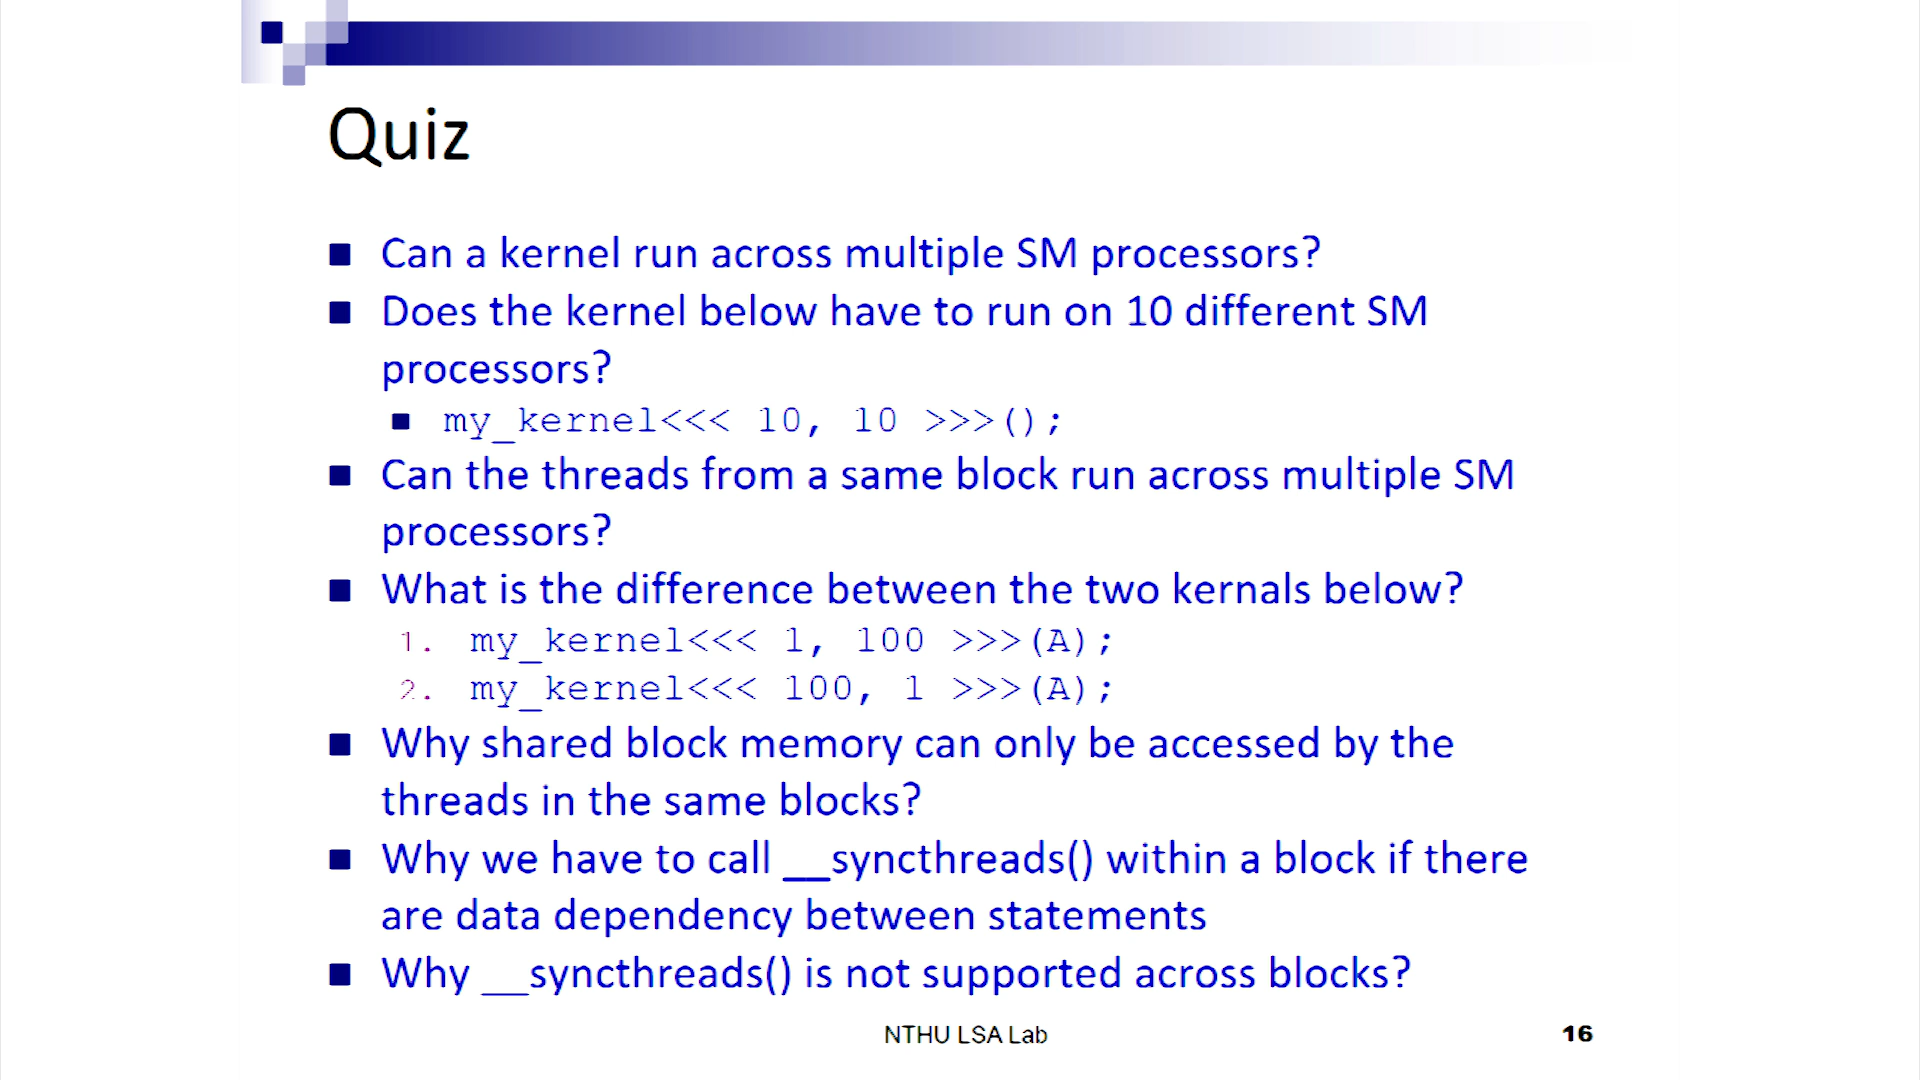 Quiz
Can a kernel run across multiple SM processors?
Does the kernel below have to run on 10 different SM
processors?
my_kernel<<< 10, 10 >>>();
Can the threads from a same block run across multiple SM
processors?
What is the difference between the two kernals below?
1. my_kernel<<< 1, 100 >>>(A);
2. my_kernel<<< 100, 1 >>>(A);
Why shared block memory can only be accessed by the
threads in the same blocks?
Why we have to call __syncthreads() within a block if there
are data dependency between statements
Why __syncthreads() is not supported across blocks?
NTHU LSA Lab
16